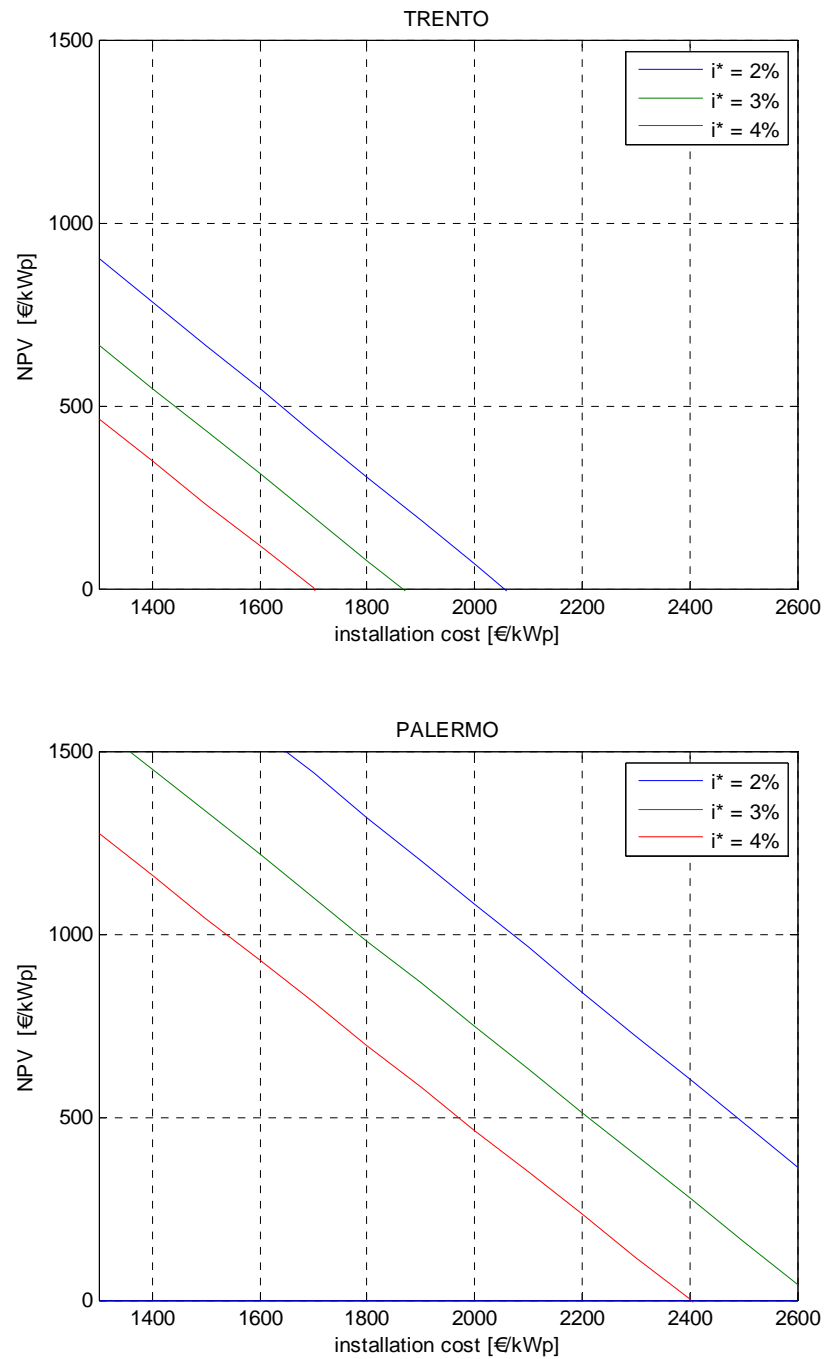 TRENTO
1500
1000
500
0
NPV [€/kWp]
i* = 2%
i* = 3%
i* = 4%
1400 1600 1800 2000 2200 2400 2600
installation cost [€/kWp]
PALERMO
1500
1000
500
0
NPV [€/kWp]
i* = 2%
i* = 3%
i* = 4%
1400 1600 1800 2000 2200 2400 2600
installation cost [€/kWp]